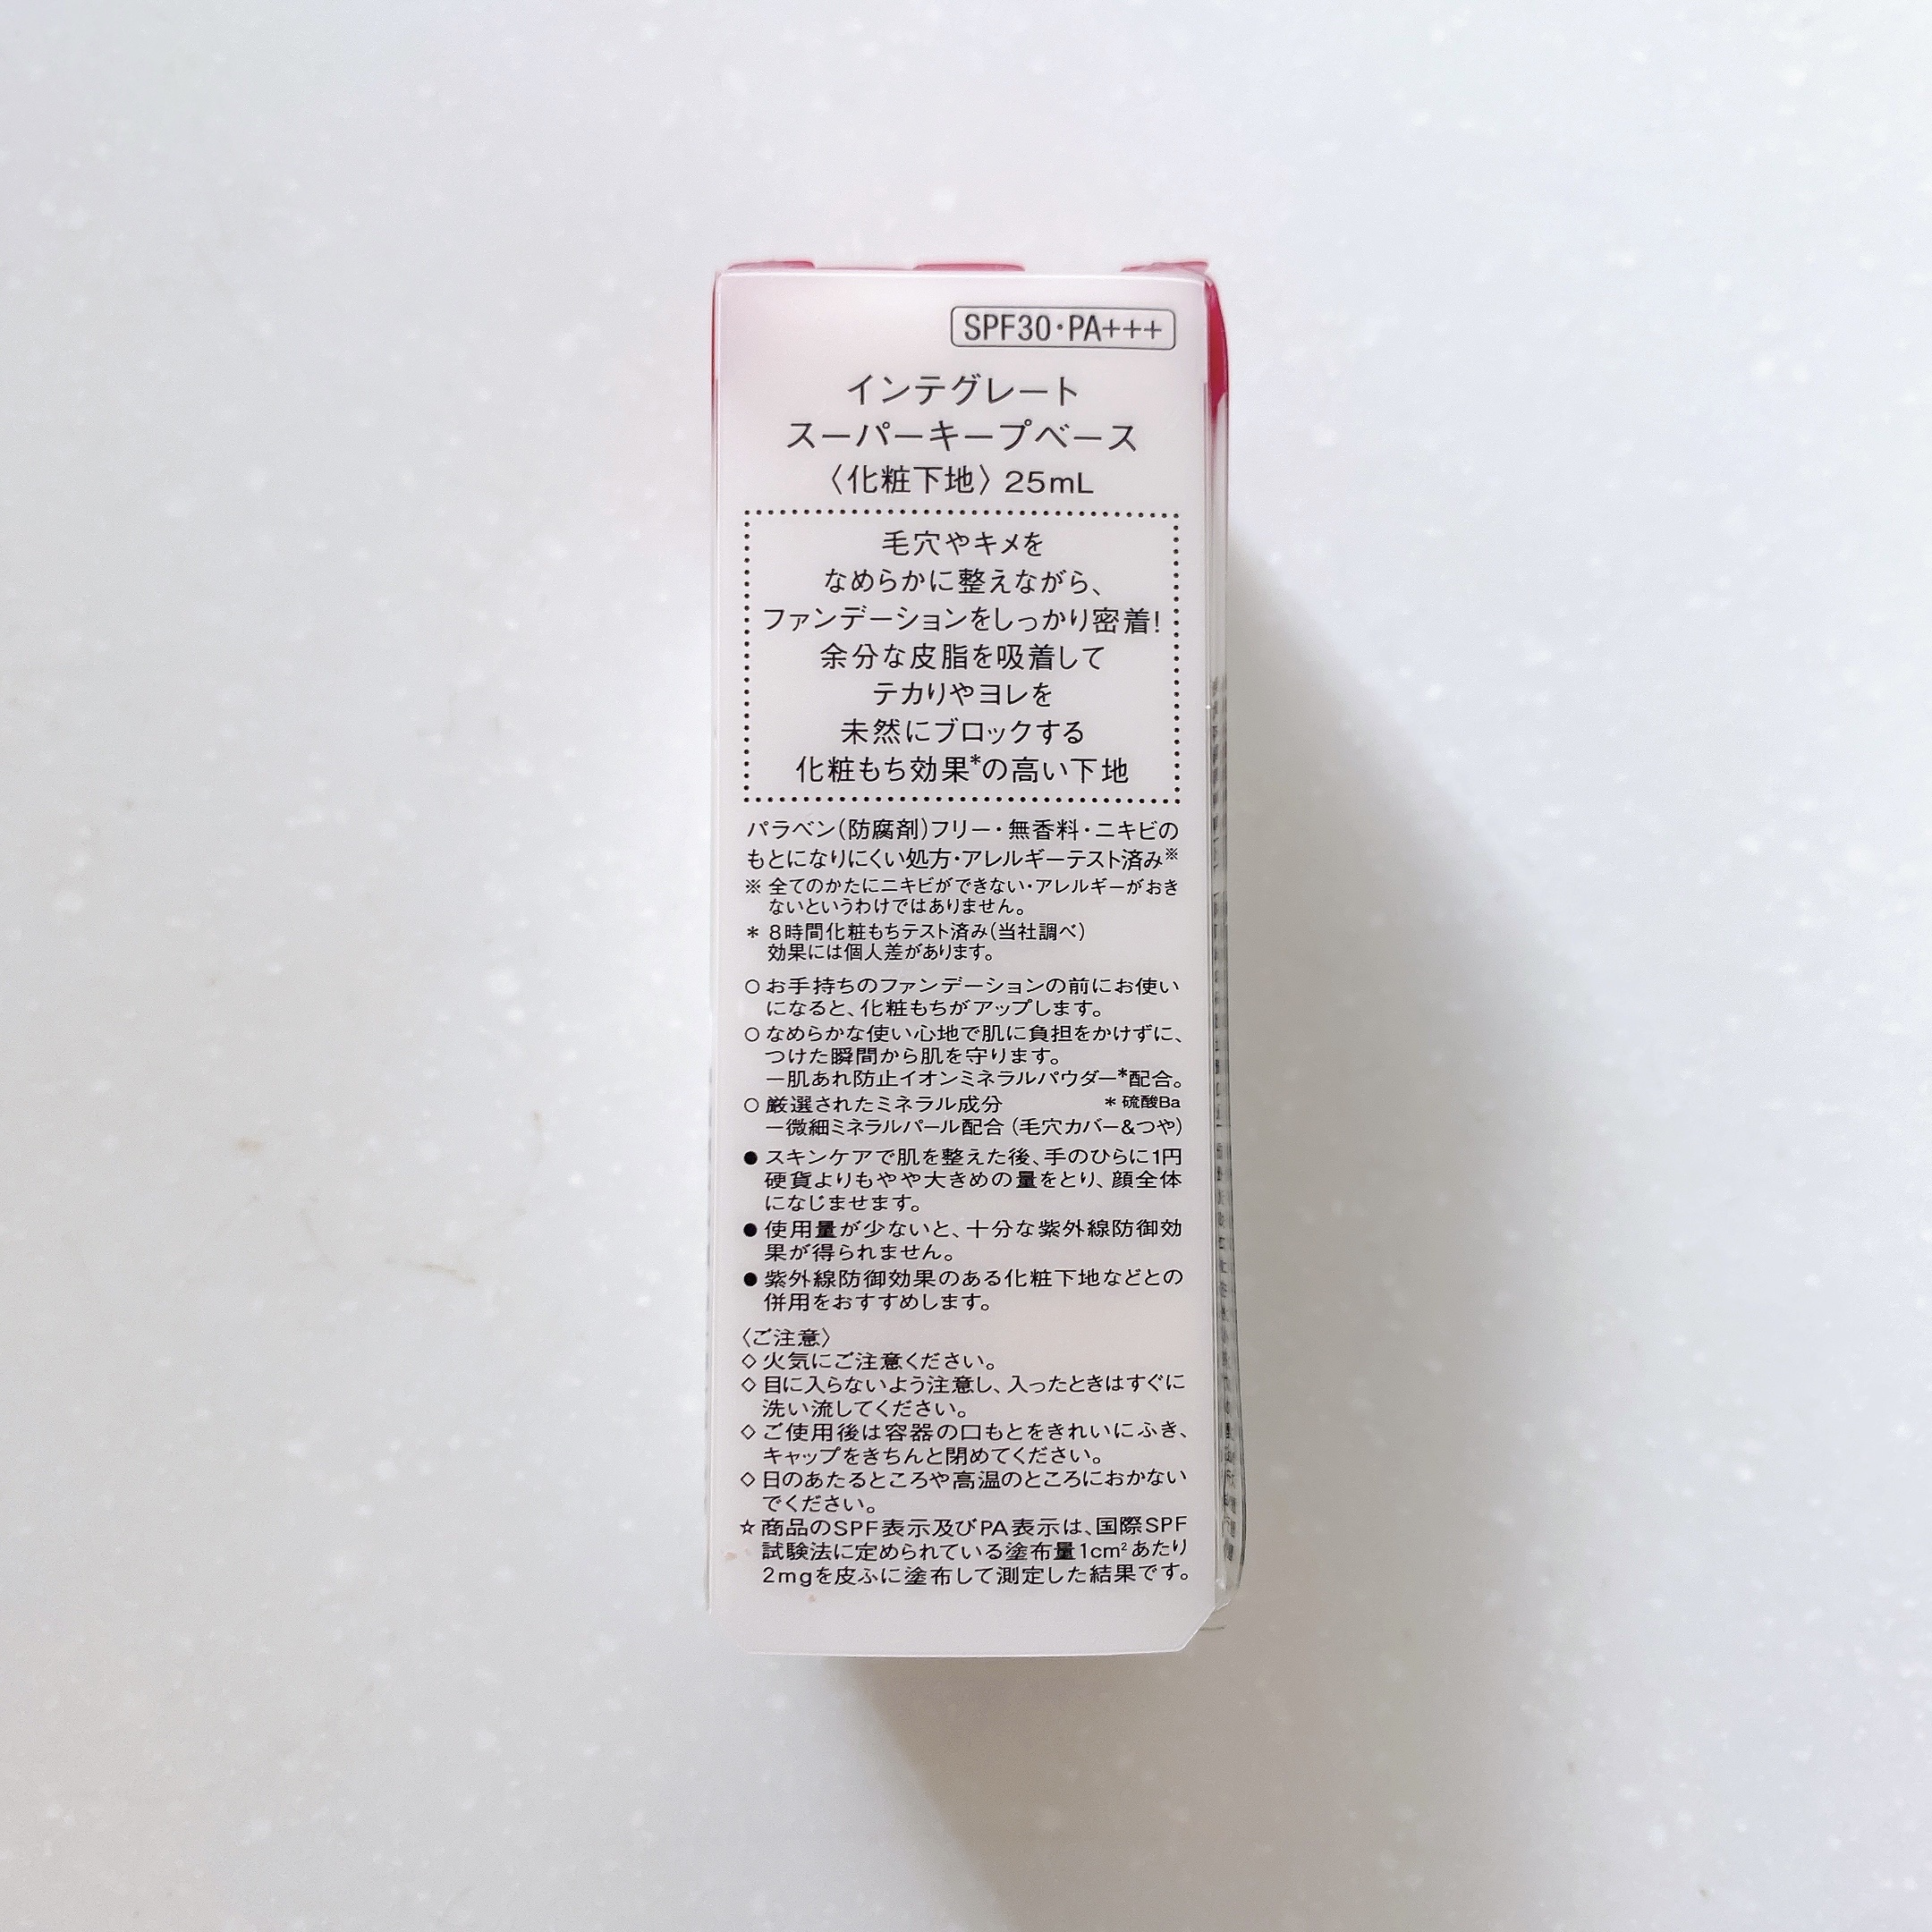 SPF30・PA+++
インテグレート
スーパーキープベース
〈化粧下地〉 25mL
毛穴やキメを
なめらかに整えながら、
ファンデーションをしっかり密着!
余分な皮脂を吸着して
テカりやヨレを
未然にブロックする
化粧もち効果*の高い下地
パラベン(防腐剤)フリー・無香料・ニキビの
もとになりにくい処方・アレルギーテスト済み※
※ 全てのかたにニキビができない・アレルギーがおき
ないというわけではありません。
* 8時間化粧もちテスト済み(当社調べ)
効果には個人差があります。
○ お手持ちのファンデーションの前にお使い
になると、化粧もちがアップします。
○ なめらかな使い心地で肌に負担をかけずに、
つけた瞬間から肌を守ります。
ー肌あれ防止イオンミネラルパウダー*配合。
○ 厳選されたミネラル成分 * 硫酸Ba
ー微細ミネラルパール配合 (毛穴カバー&つや)
● スキンケアで肌を整えた後、手のひらに1円
硬貨よりもやや大きめの量をとり、顔全体
になじませます。
● 使用量が少ないと、十分な紫外線防御効
果が得られません。
● 紫外線防御効果のある化粧下地などとの
併用をおすすめします。
〈ご注意〉
◇ 火気にご注意ください。
◇ 目に入らないよう注意し、入ったときはすぐに
洗い流してください。
◇ ご使用後は容器の口もとをきれいにふき、
キャップをきちんと閉めてください。
◇ 日のあたるところや高温のところにおかない
でください。
☆ 商品のSPF表示及びPA表示は、国際SPF
試験法に定められている塗布量1cm²あたり
2mgを皮ふに塗布して測定した結果です。